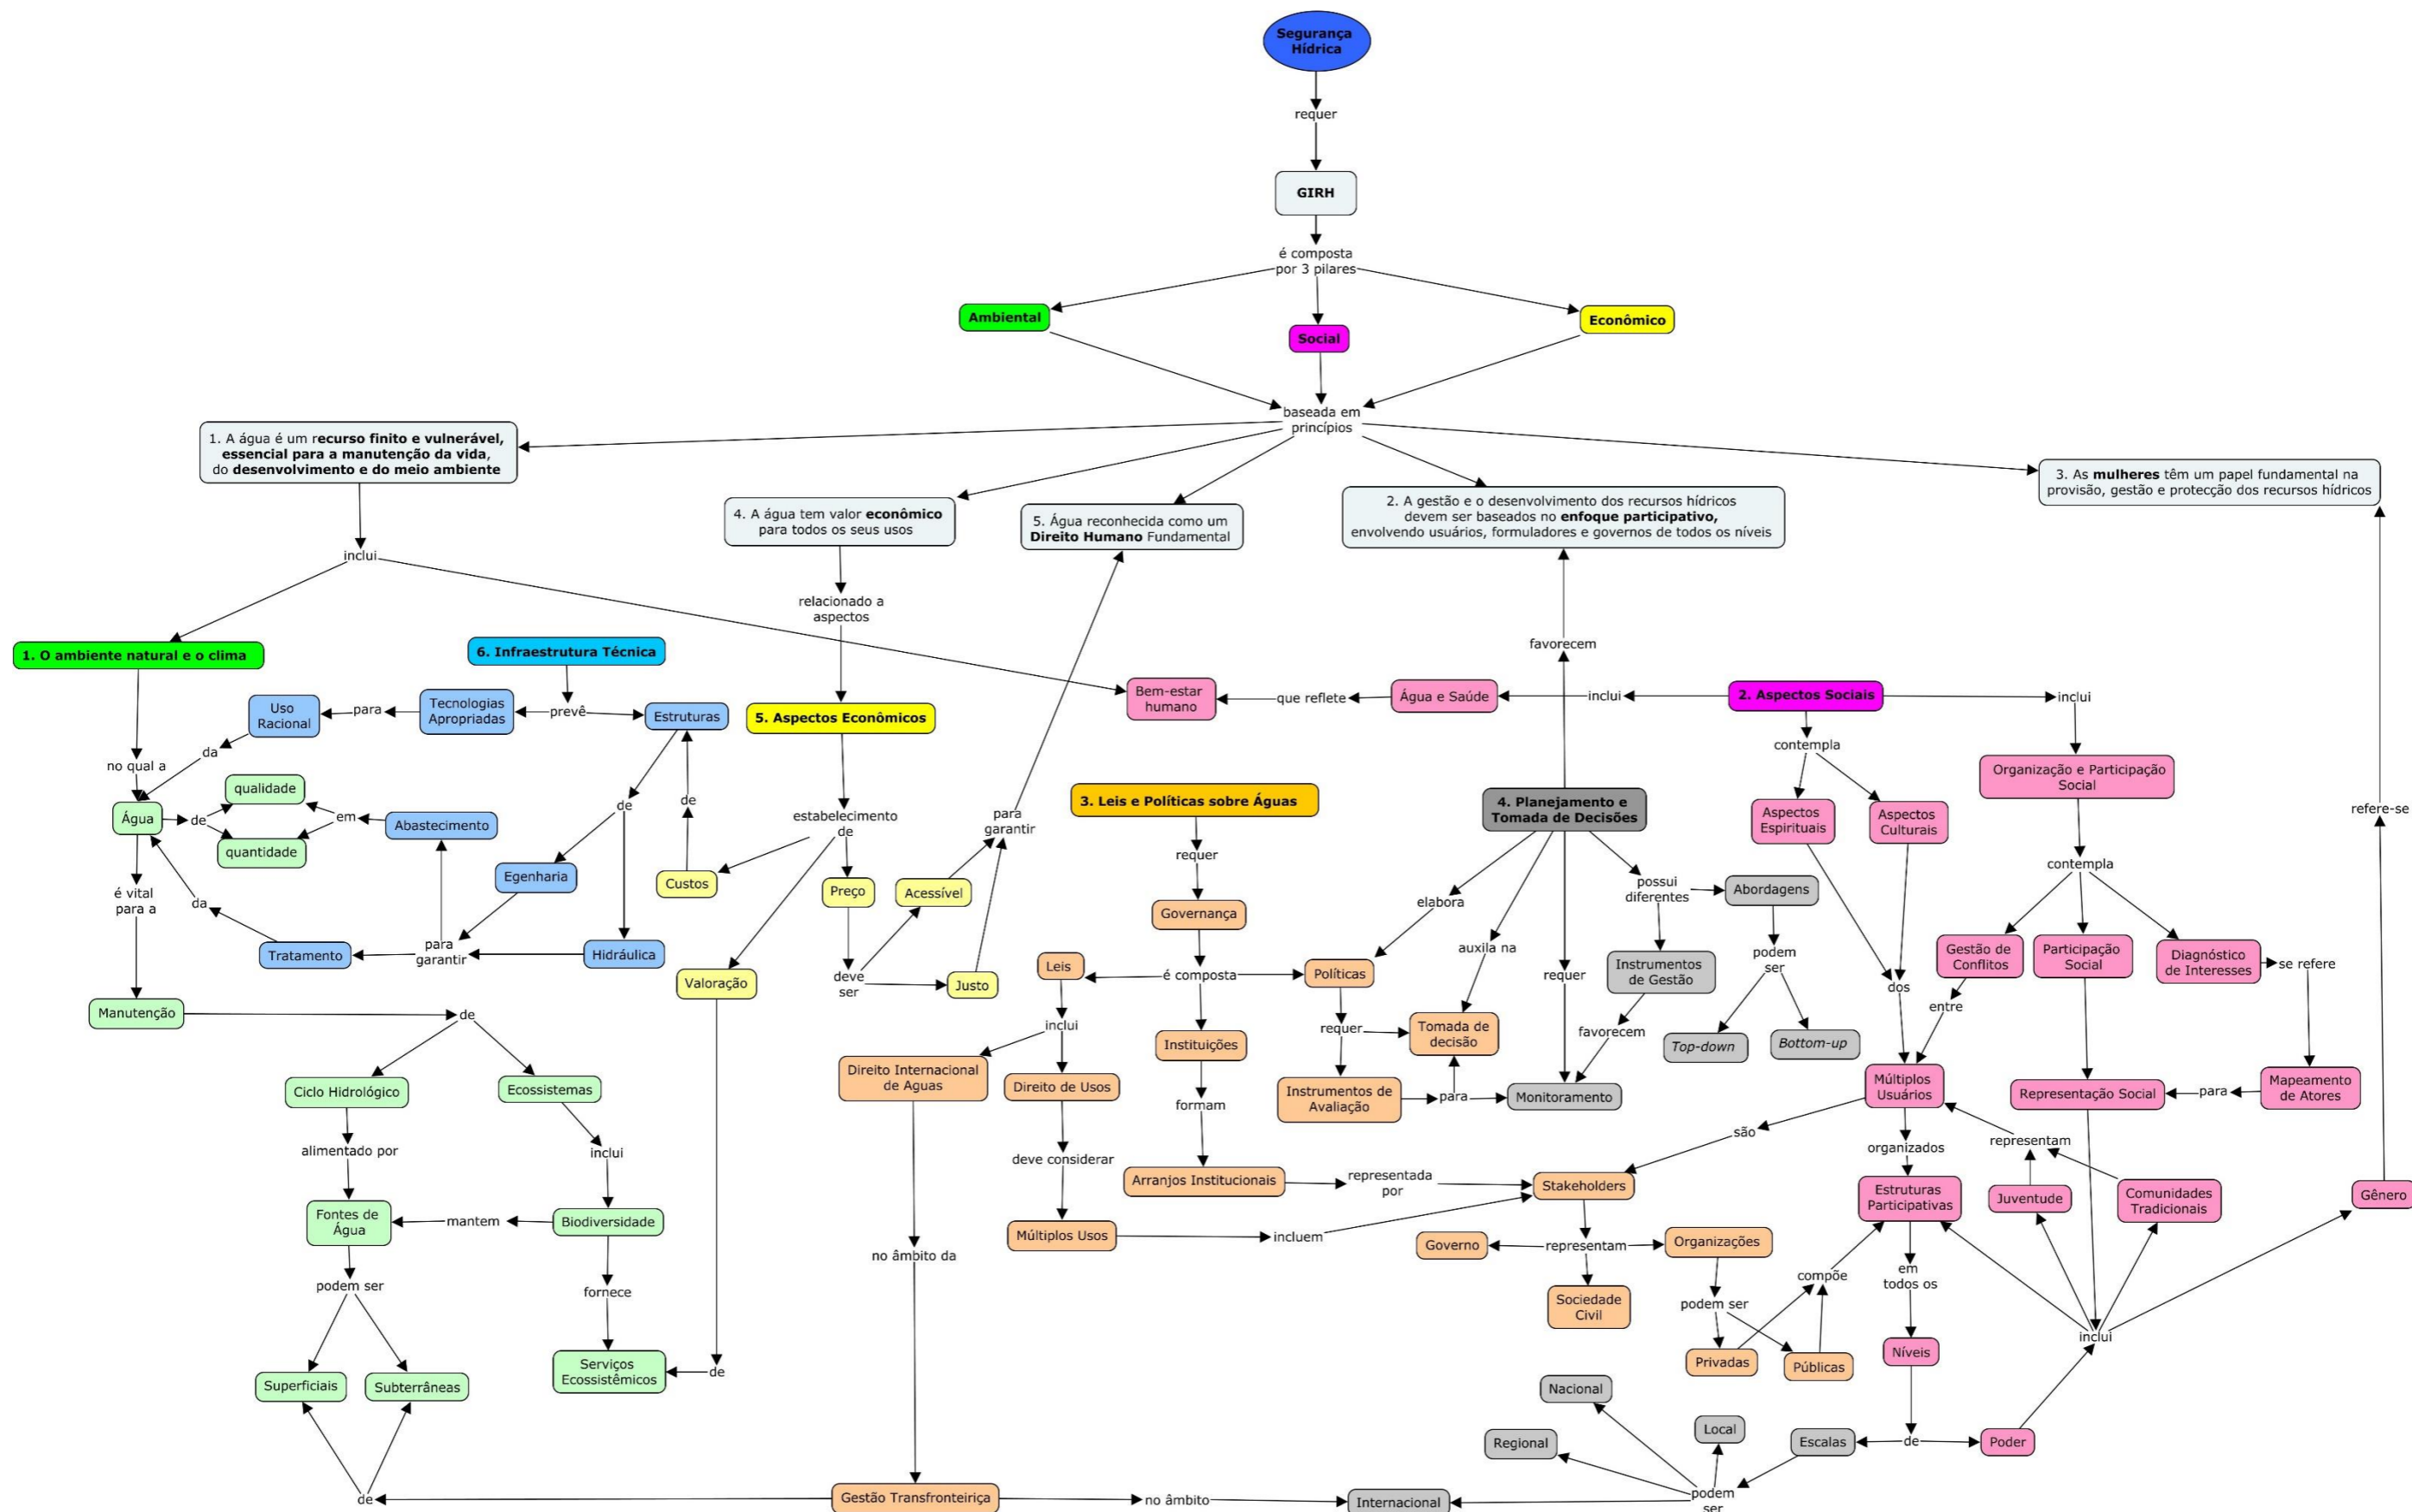 Segurança
Hídrica
requer
GIRH
é composta
por 3 pilares
Ambiental
Social
Econômico
baseada em
princípios
1. A água é um recurso finito e vulnerável,
essencial para a manutenção da vida,
do desenvolvimento e do meio ambiente
4. A água tem valor econômico
para todos os seus usos
5. Água reconhecida como um
Direito Humano Fundamental
2. A gestão e o desenvolvimento dos recursos hídricos
devem ser baseados no enfoque participativo,
envolvendo usuários, formuladores e governos de todos os níveis
3. As mulheres têm um papel fundamental na
provisão, gestão e protecção dos recursos hídricos
inclui
relacionado a
aspectos
favorecem
1. O ambiente natural e o clima
6. Infraestrutura Técnica
Uso
Racional
para
Tecnologias
Apropriadas
prevê
Estruturas
5. Aspectos Econômicos
Bem-estar
humano
que reflete
Água e Saúde
inclui
2. Aspectos Sociais
inclui
da
no qual a
contempla
qualidade
Água
de
quantidade
em
Abastecimento
de
de
estabelecimento
de
para
garantir
3. Leis e Políticas sobre Águas
4. Planejamento e
Tomada de Decisões
Aspectos
Espirituais
Aspectos
Culturais
Organização e Participação
Social
refere-se
requer
contempla
é vital
para a
da
Egenharia
Custos
Preço
Acessível
elabora
possui
diferentes
Abordagens
Governança
auxila na
podem
ser
Tratamento
para
garantir
Hidráulica
Valoração
deve
ser
Justo
Leis
é composta
Políticas
requer
Instrumentos
de Gestão
dos
Gestão de
Conflitos
Participação
Social
Diagnóstico
de Interesses
se refere
entre
Manutenção
de
inclui
requer
Tomada de
decisão
favorecem
Top-down
Bottom-up
Instituições
Ciclo Hidrológico
Ecossistemas
Direito Internacional
de Aguas
Direito de Usos
formam
Instrumentos de
Avaliação
para
Monitoramento
Múltiplos
Usuários
Representação Social
para
Mapeamento
de Atores
alimentado por
inclui
deve considerar
são
organizados
representam
Arranjos Institucionais
representada
por
Stakeholders
Estruturas
Participativas
Juventude
Comunidades
Tradicionais
Gênero
Fontes de
Água
mantem
Biodiversidade
Múltiplos Usos
incluem
Governo
representam
Organizações
no âmbito da
podem ser
fornece
Sociedade
Civil
podem ser
compõe
em
todos os
inclui
Superficiais
Subterrâneas
Serviços
Ecossistêmicos
de
Privadas
Públicas
Níveis
Nacional
Regional
Local
Escalas
de
Poder
de
Gestão Transfronteiriça
no âmbito
Internacional
podem
ser